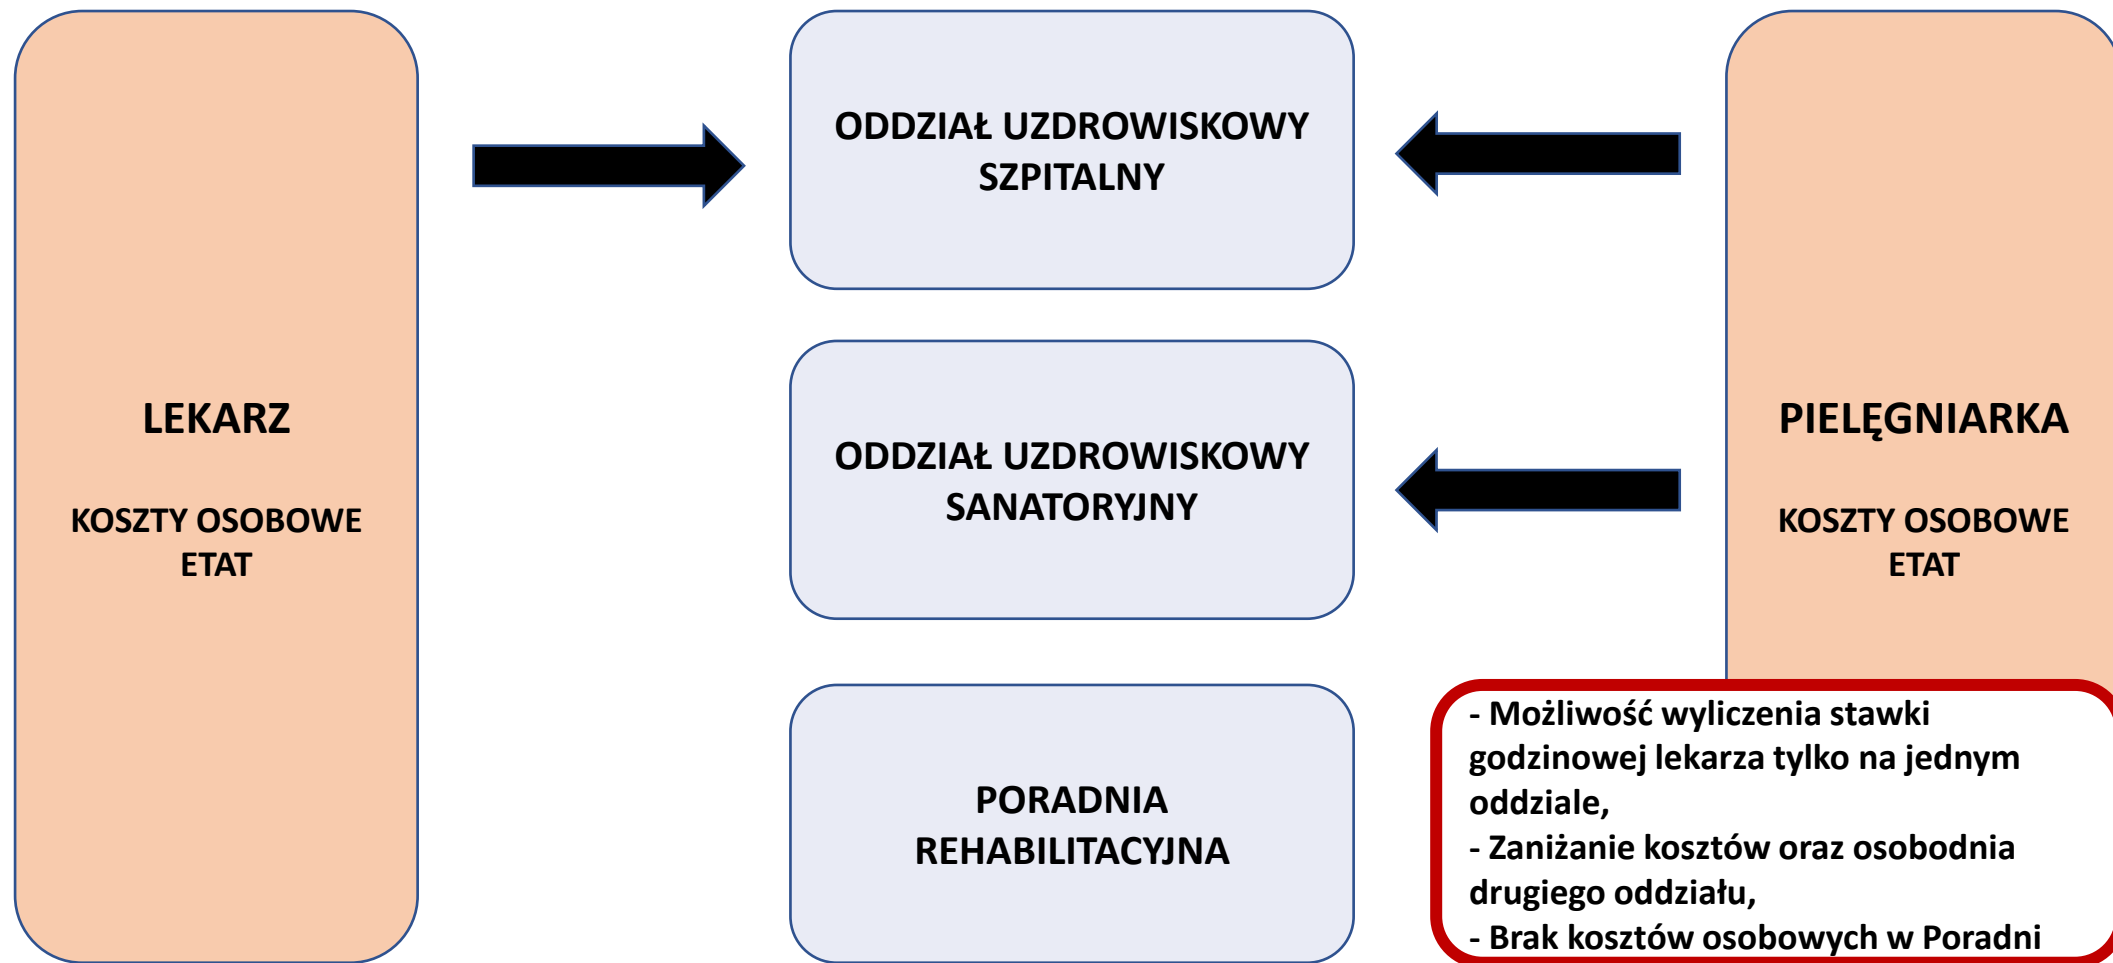 LEKARZ
KOSZTY OSOBOWE
ETAT
ODDZIAŁ UZDROWISKOWY
SZPITALNY
ODDZIAŁ UZDROWISKOWY
SANATORYJNY
PORADNIA
REHABILITACYJNA
PIELĘGNIARKA
KOSZTY OSOBOWE
ETAT
- Możliwość wyliczenia stawki
godzinowej lekarza tylko na jednym
oddziale,
- Zaniżanie kosztów oraz osobodnia
drugiego oddziału,
- Brak kosztów osobowych w Poradni